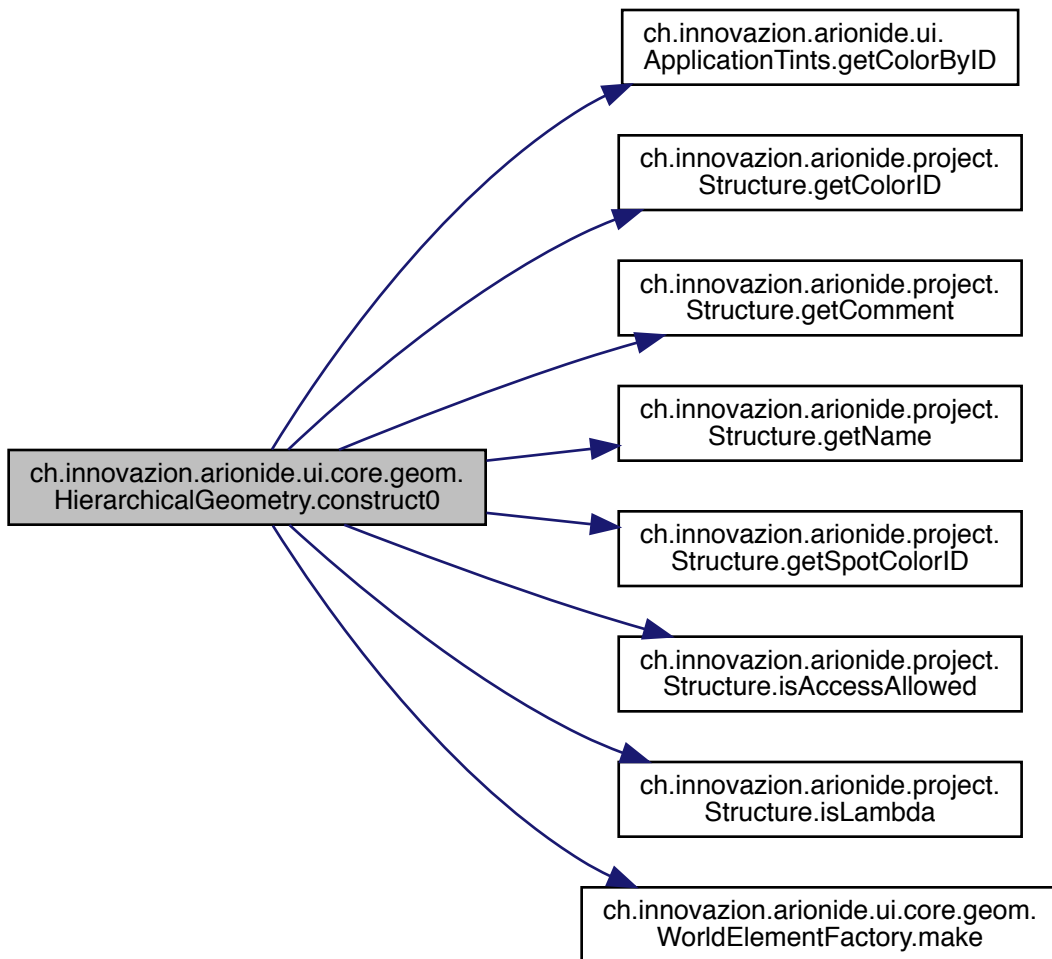 ch.innovazion.arionide.ui.
ApplicationTints.getColorByID
ch.innovazion.arionide.project.
Structure.getColorID
ch.innovazion.arionide.project.
Structure.getComment
ch.innovazion.arionide.project.
Structure.getName
ch.innovazion.arionide.ui.core.geom.
HierarchicalGeometry.construct0
ch.innovazion.arionide.project.
Structure.getSpotColorID
ch.innovazion.arionide.project.
Structure.isAccessAllowed
ch.innovazion.arionide.project.
Structure.isLambda
ch.innovazion.arionide.ui.core.geom.
WorldElementFactory.make